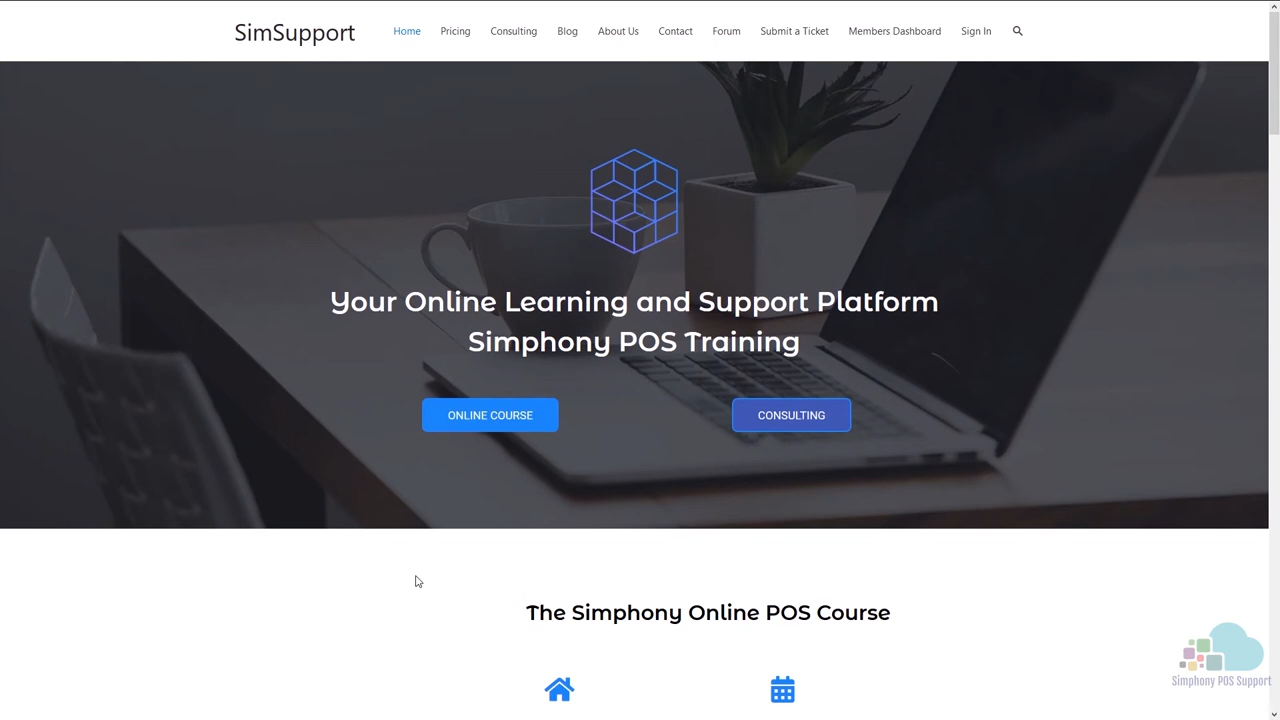 SimSupport
Home Pricing Consulting Blog About Us Contact Forum Submit a Ticket Members Dashboard Sign In
Your Online Learning and Support Platform
Simphony POS Training
ONLINE COURSE CONSULTING
The Simphony Online POS Course
Simphony POS Support